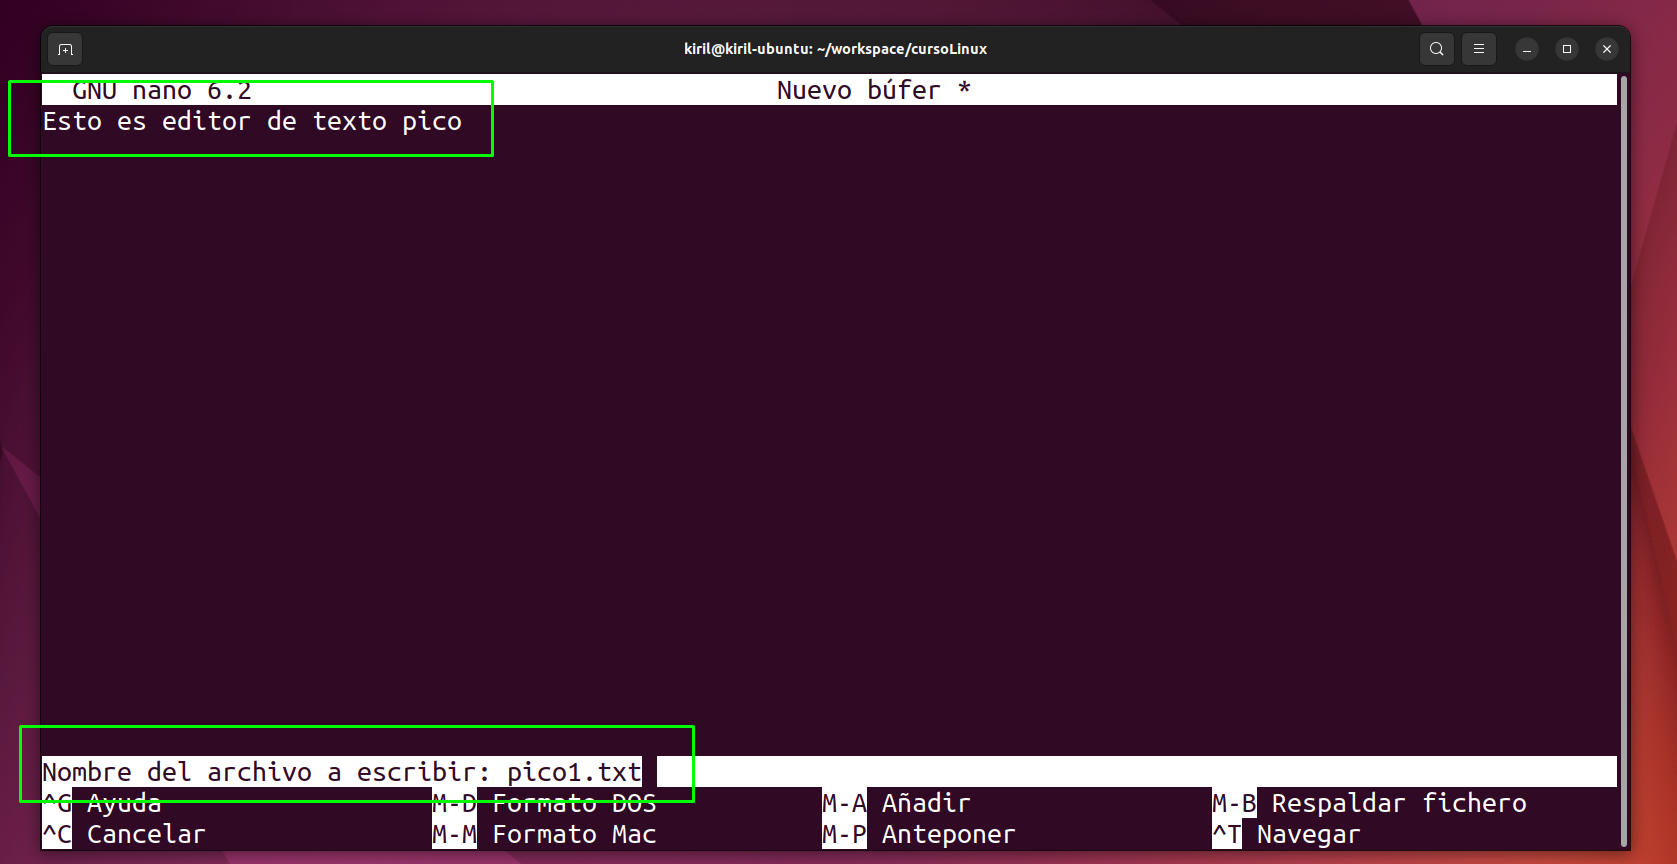 kiril@kiril-ubuntu: ~/workspace/cursoLinux
GNU nano 6.2 Nuevo búfer *
Esto es editor de texto pico
Nombre del archivo a escribir: pico1.txt
^G Ayuda M-D Formato DOS M-A Añadir M-B Respaldar fichero
^C Cancelar M-M Formato Mac M-P Anteponer ^T Navegar